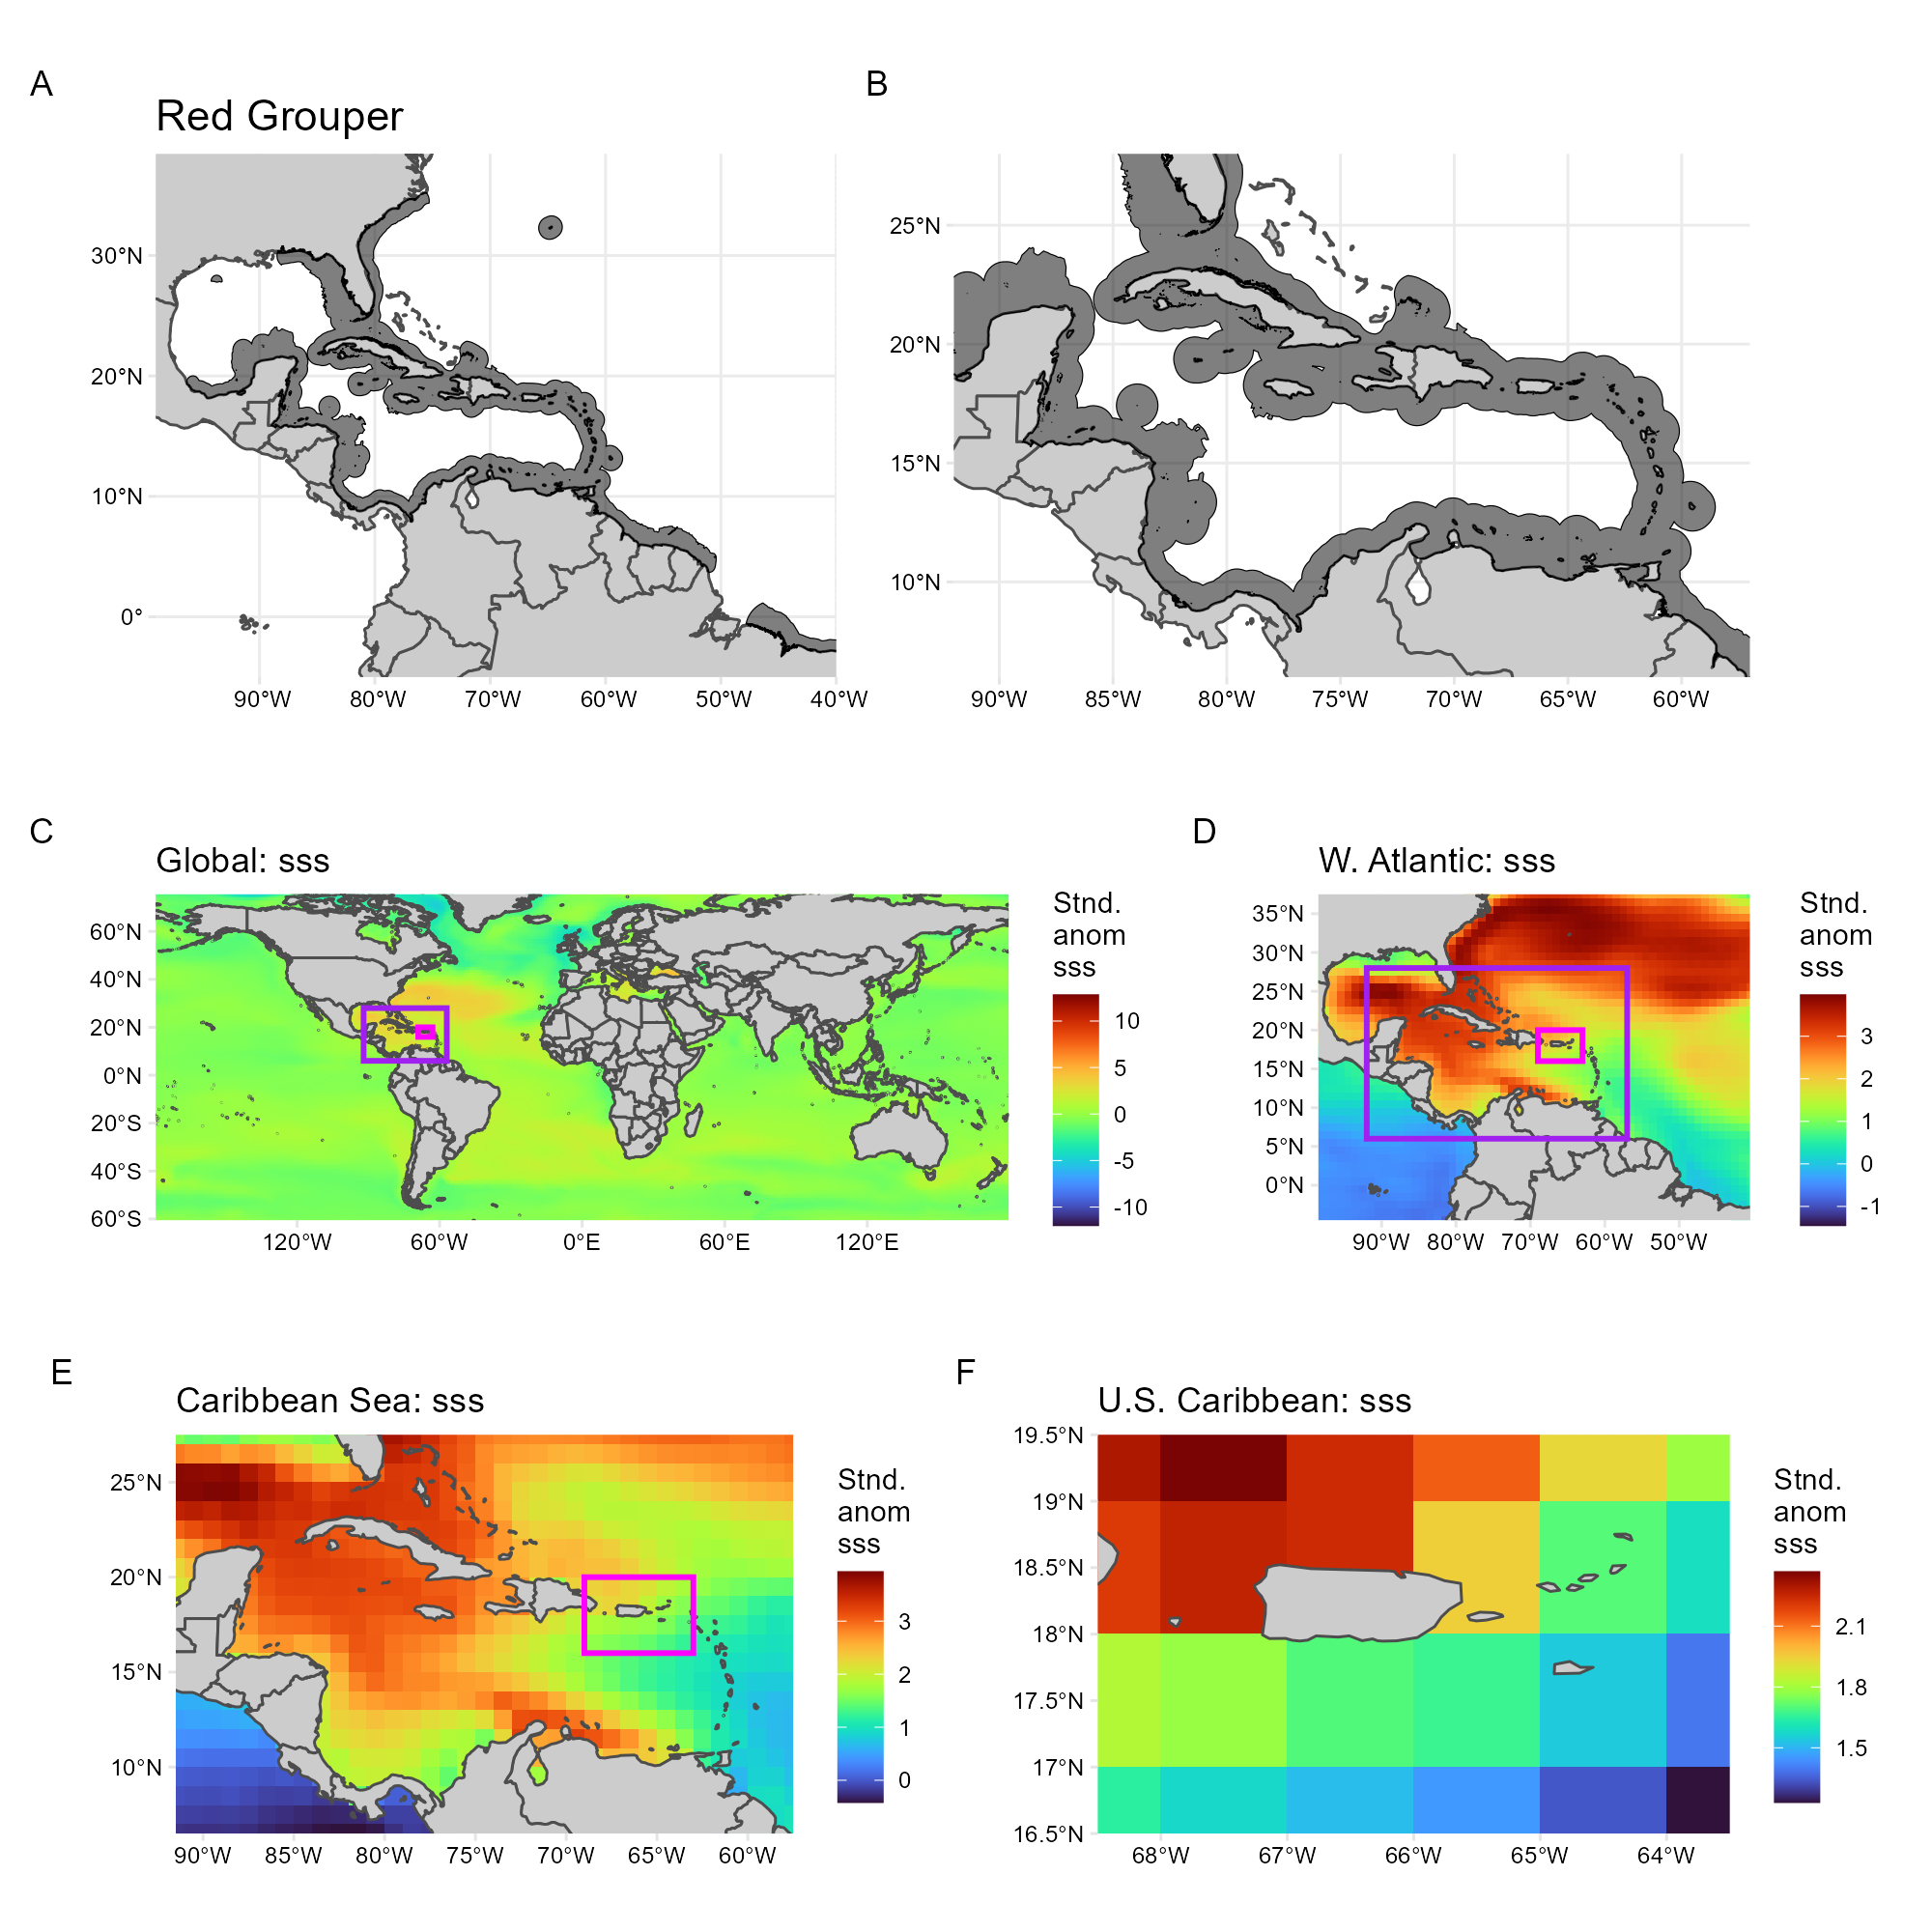 A
B
Red Grouper
30°N
20°N
10°N
0°
90°W 80°W 70°W 60°W 50°W 40°W
25°N
20°N
15°N
10°N
90°W 85°W 80°W 75°W 70°W 65°W 60°W
C
Global: sss
60°N
40°N
20°N
0°N
20°S
40°S
60°S
120°W 60°W 0°E 60°E 120°E
Stnd.
anom
sss
10
5
0
-5
-10
D
W. Atlantic: sss
35°N
30°N
25°N
20°N
15°N
10°N
5°N
0°N
90°W 80°W 70°W 60°W 50°W
Stnd.
anom
sss
3
2
1
0
-1
E
Caribbean Sea: sss
25°N
20°N
15°N
10°N
90°W 85°W 80°W 75°W 70°W 65°W 60°W
Stnd.
anom
sss
3
2
1
0
F
U.S. Caribbean: sss
19.5°N
19°N
18.5°N
18°N
17.5°N
17°N
16.5°N
68°W 67°W 66°W 65°W 64°W
Stnd.
anom
sss
2.1
1.8
1.5